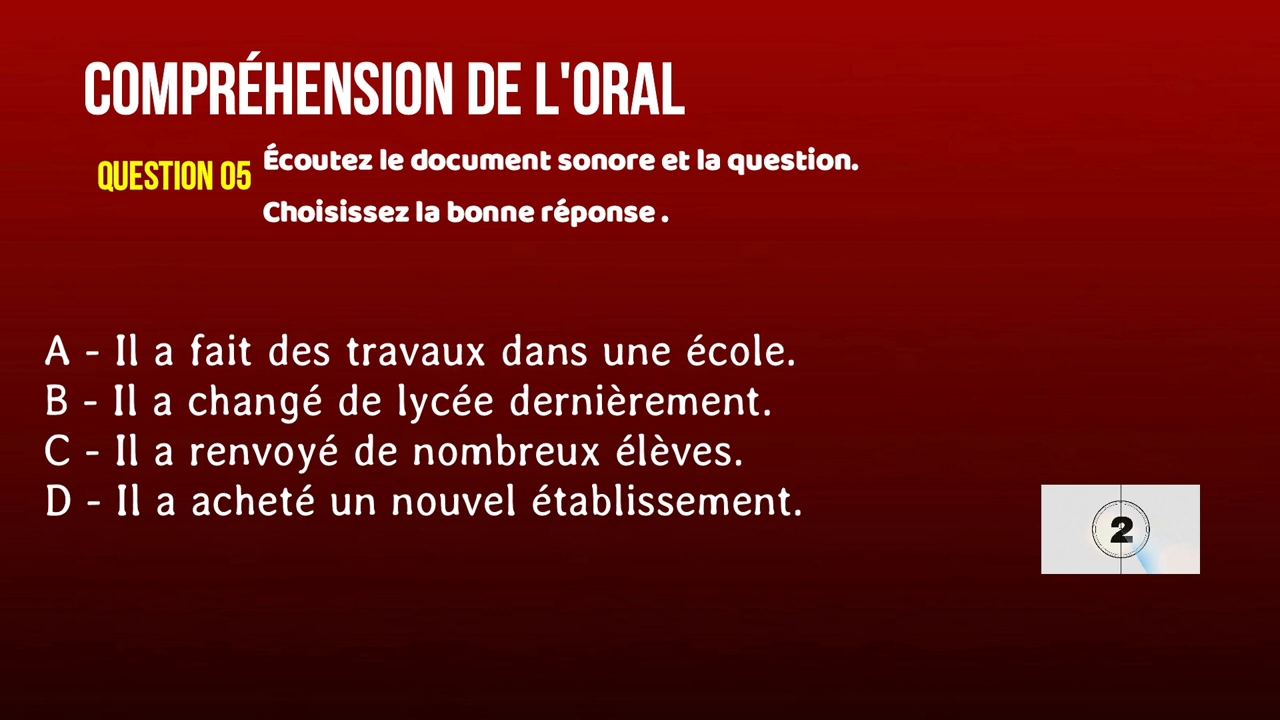 COMPRÉHENSION DE L'ORAL
QUESTION 05
Écoutez le document sonore et la question.
Choisissez la bonne réponse .
A - Il a fait des travaux dans une école.
B - Il a changé de lycée dernièrement.
C - Il a renvoyé de nombreux élèves.
D - Il a acheté un nouvel établissement.
2